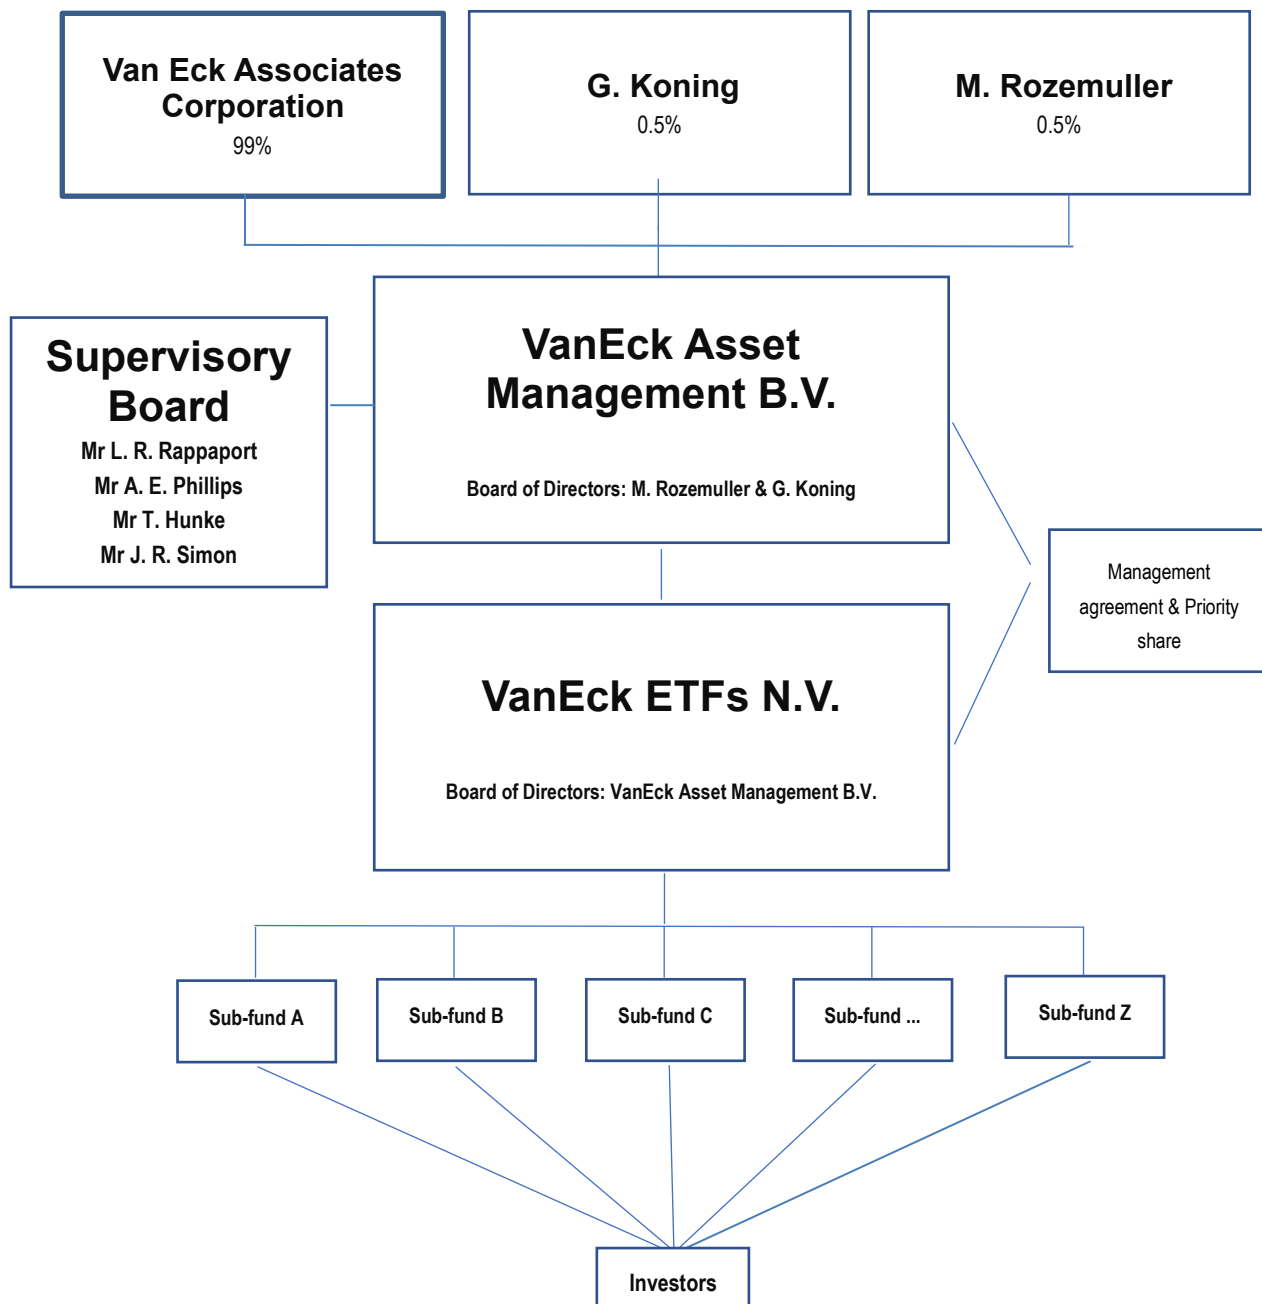 Van Eck Associates
Corporation
99%
G. Koning
0.5%
M. Rozemuller
0.5%
Supervisory
Board
Mr L. R. Rappaport
Mr A. E. Phillips
Mr T. Hunke
Mr J. R. Simon
VanEck Asset
Management B.V.
Board of Directors: M. Rozemuller & G. Koning
Management
agreement & Priority
share
VanEck ETFs N.V.
Board of Directors: VanEck Asset Management B.V.
Sub-fund A
Sub-fund B
Sub-fund C
Sub-fund ...
Sub-fund Z
Investors